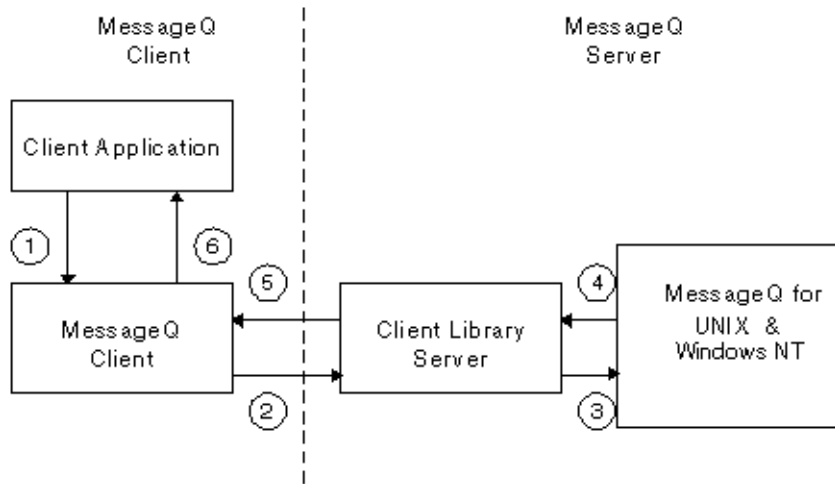 MessageQ
Client
MessageQ
Server
Client Application
1
6
5
4
MessageQ
Client
Client Library
Server
MessageQ for
UNIX &
Windows NT
2
3